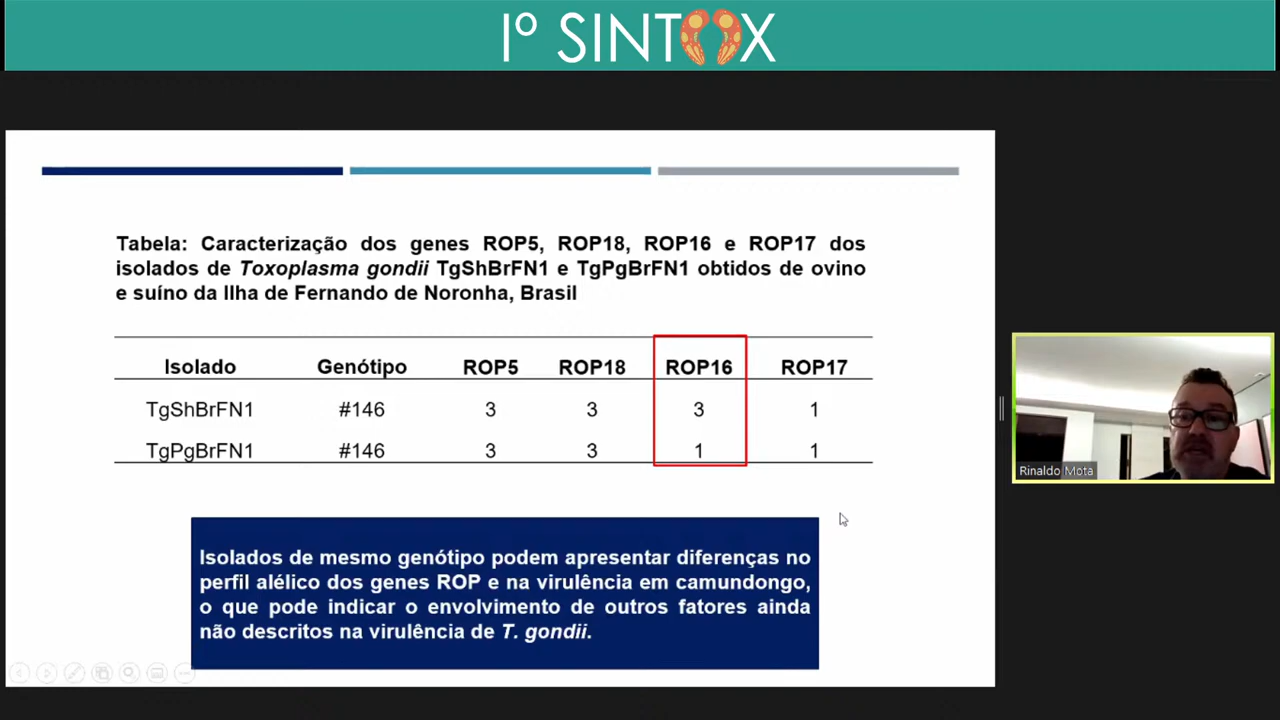 Iº SINTOX
Tabela: Caracterização dos genes ROP5, ROP18, ROP16 e ROP17 dos
isolados de Toxoplasma gondii TgShBrFN1 e TgPgBrFN1 obtidos de ovino
e suíno da Ilha de Fernando de Noronha, Brasil
Isolado Genótipo ROP5 ROP18 ROP16 ROP17
TgShBrFN1 #146 3 3 3 1
TgPgBrFN1 #146 3 3 1 1
Isolados de mesmo genótipo podem apresentar diferenças no
perfil alélico dos genes ROP e na virulência em camundongo,
o que pode indicar o envolvimento de outros fatores ainda
não descritos na virulência de T. gondii.
Rinaldo Mota